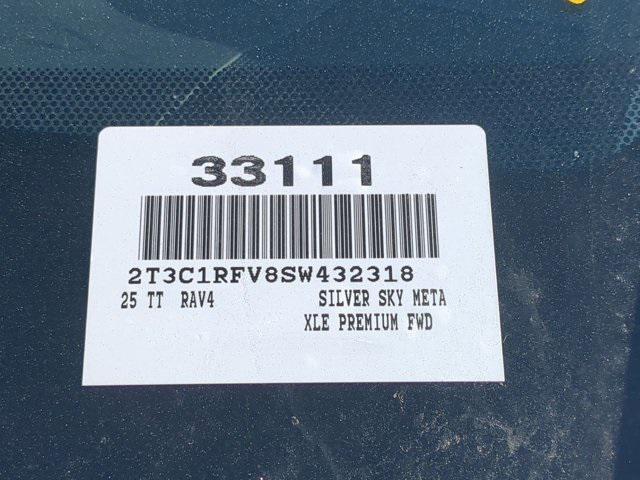 33111
2T3C1RFV8SW432318
25 TT RAV4 SILVER SKY META
XLE PREMIUM FWD